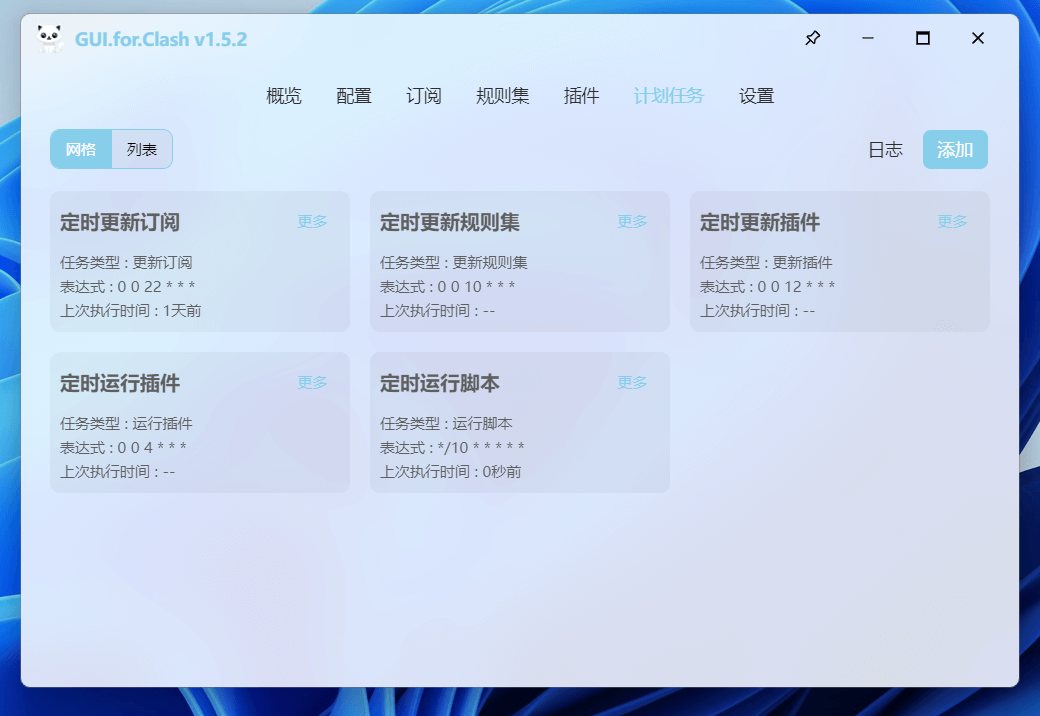 GUI.for.Clash v1.5.2
概览 配置 订阅 规则集 插件 计划任务 设置
网格 列表 日志 添加
定时更新订阅 更多
任务类型 : 更新订阅
表达式 : 0 0 22 * * *
上次执行时间 : 1天前
定时更新规则集 更多
任务类型 : 更新规则集
表达式 : 0 0 10 * * *
上次执行时间 : --
定时更新插件 更多
任务类型 : 更新插件
表达式 : 0 0 12 * * *
上次执行时间 : --
定时运行插件 更多
任务类型 : 运行插件
表达式 : 0 0 4 * * *
上次执行时间 : --
定时运行脚本 更多
任务类型 : 运行脚本
表达式 : */10 * * * * *
上次执行时间 : 0秒前